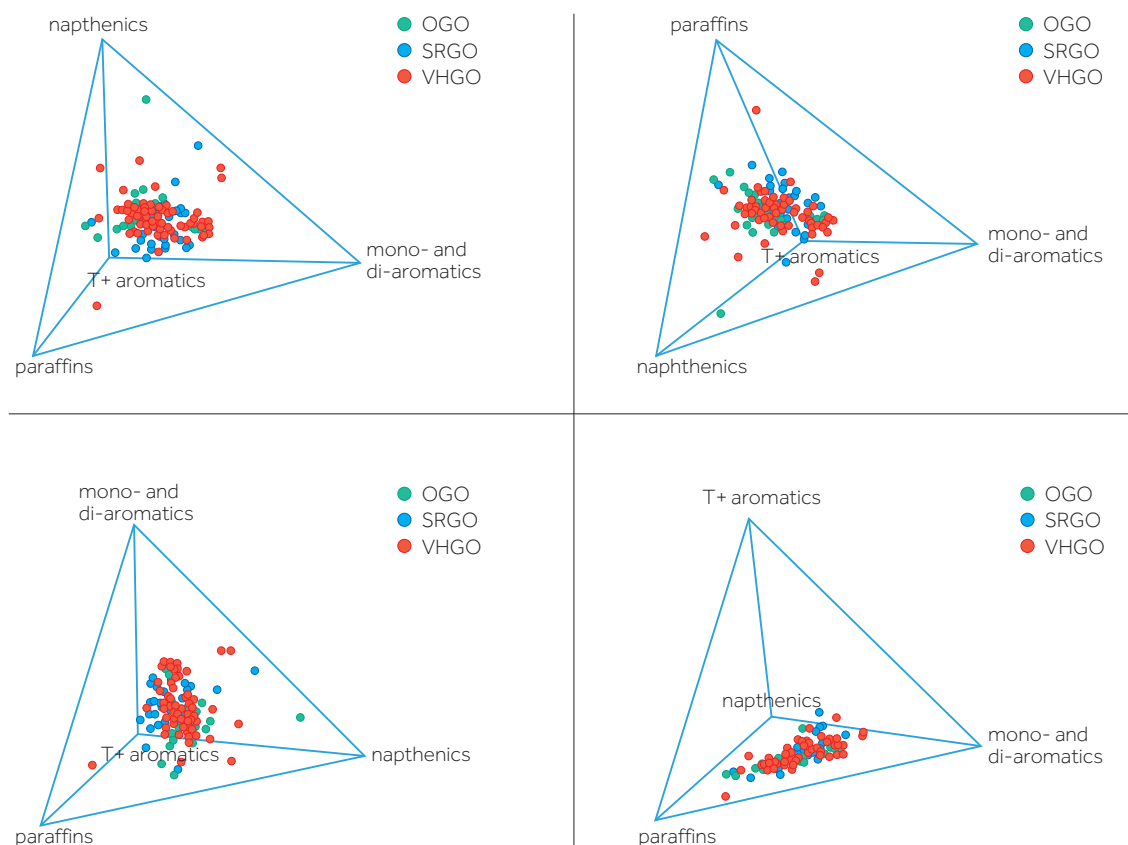 napthenics
OGO
SRGO
VHGO
mono- and
di-aromatics
T+ aromatics
paraffins
paraffins
OGO
SRGO
VHGO
mono- and
di-aromatics
T+ aromatics
naphthenics
mono- and
di-aromatics
OGO
SRGO
VHGO
T+ aromatics
napthenics
paraffins
T+ aromatics
OGO
SRGO
VHGO
napthenics
mono- and
di-aromatics
paraffins